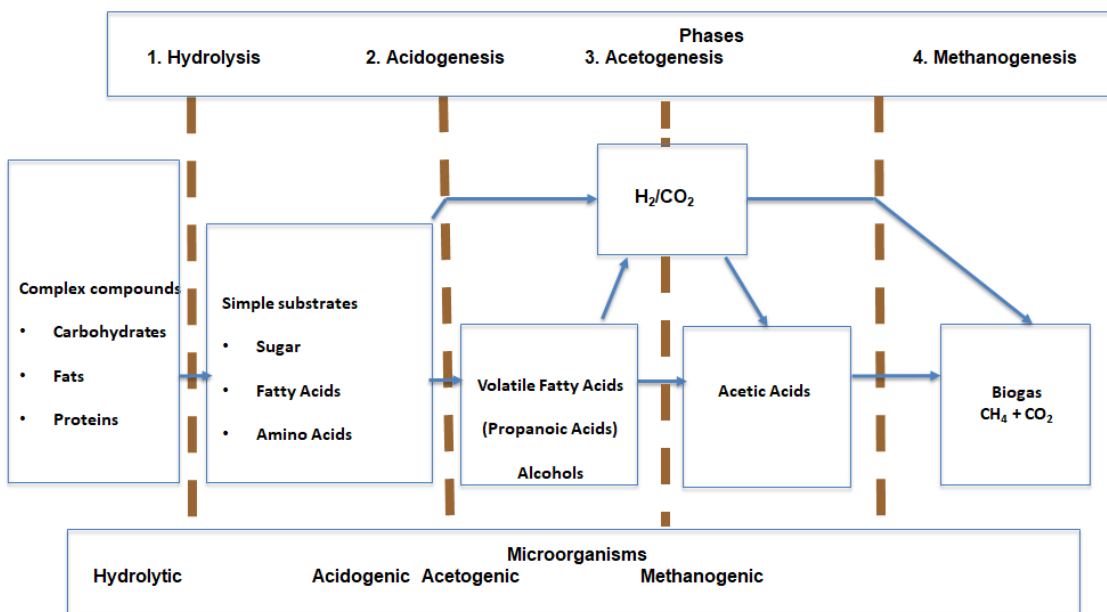 Phases
1. Hydrolysis 2. Acidogenesis 3. Acetogenesis 4. Methanogenesis
H₂/CO₂
Complex compounds
• Carbohydrates
• Fats
• Proteins
Simple substrates
• Sugar
• Fatty Acids
• Amino Acids
Volatile Fatty Acids
(Propanoic Acids)
Alcohols
Acetic Acids
Biogas
CH₄ + CO₂
Microorganisms
Hydrolytic Acidogenic Acetogenic Methanogenic